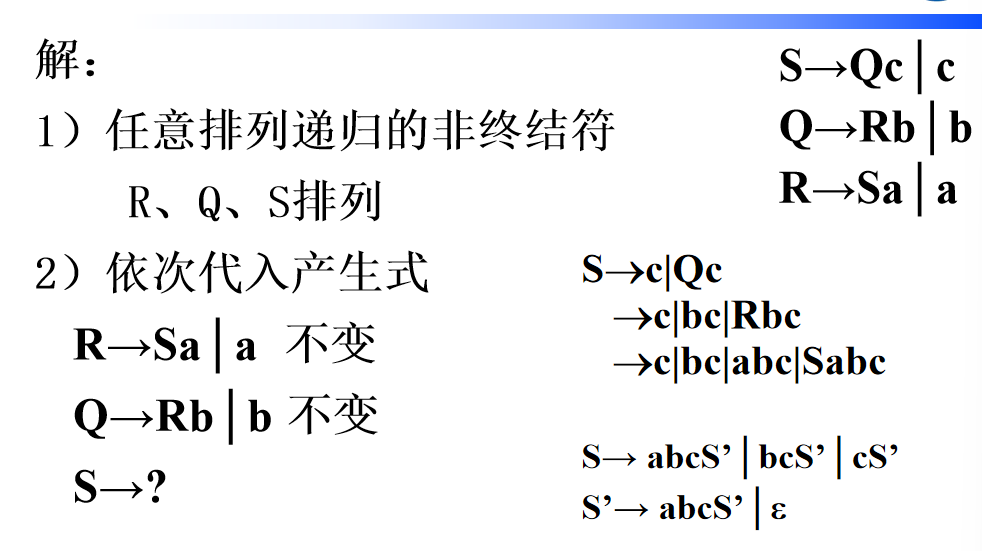 解：
1）任意排列递归的非终结符
R、Q、S排列
2）依次代入产生式
R→Sa│a 不变
Q→Rb│b 不变
S→?
S→Qc│c
Q→Rb│b
R→Sa│a
S→c|Qc
→c|bc|Rbc
→c|bc|abc|Sabc
S→ abcS’│bcS’│cS’
S’→ abcS’│ε